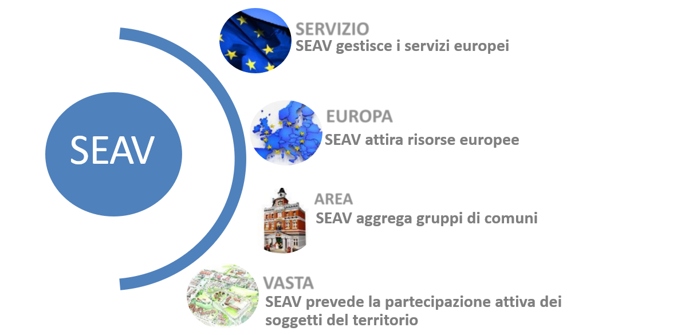 SEAV
SERVIZIO
SEAV gestisce i servizi europei
EUROPA
SEAV attira risorse europee
AREA
SEAV aggrega gruppi di comuni
VASTA
SEAV prevede la partecipazione attiva dei
soggetti del territorio